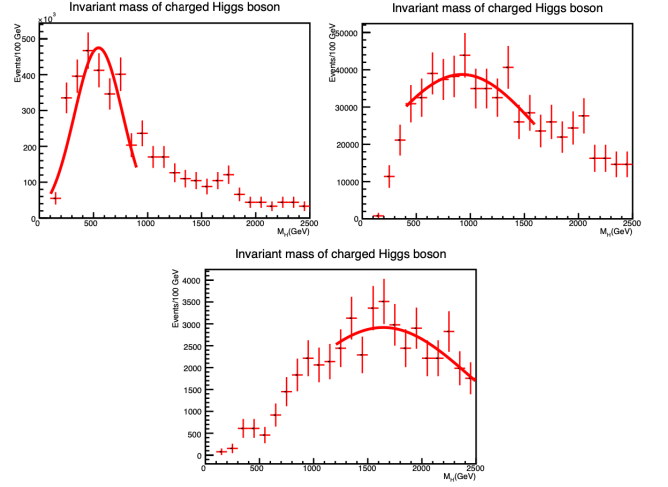 Invariant mass of charged Higgs boson
×10³
Events/100 GeV
500
400
300
200
100
0
0 500 1000 1500 2000 2500
M_H(GeV)
Invariant mass of charged Higgs boson
Events/100 GeV
50000
40000
30000
20000
10000
0
0 500 1000 1500 2000 2500
M_H(GeV)
Invariant mass of charged Higgs boson
Events/100 GeV
4000
3500
3000
2500
2000
1500
1000
500
0
0 500 1000 1500 2000 2500
M_H(GeV)